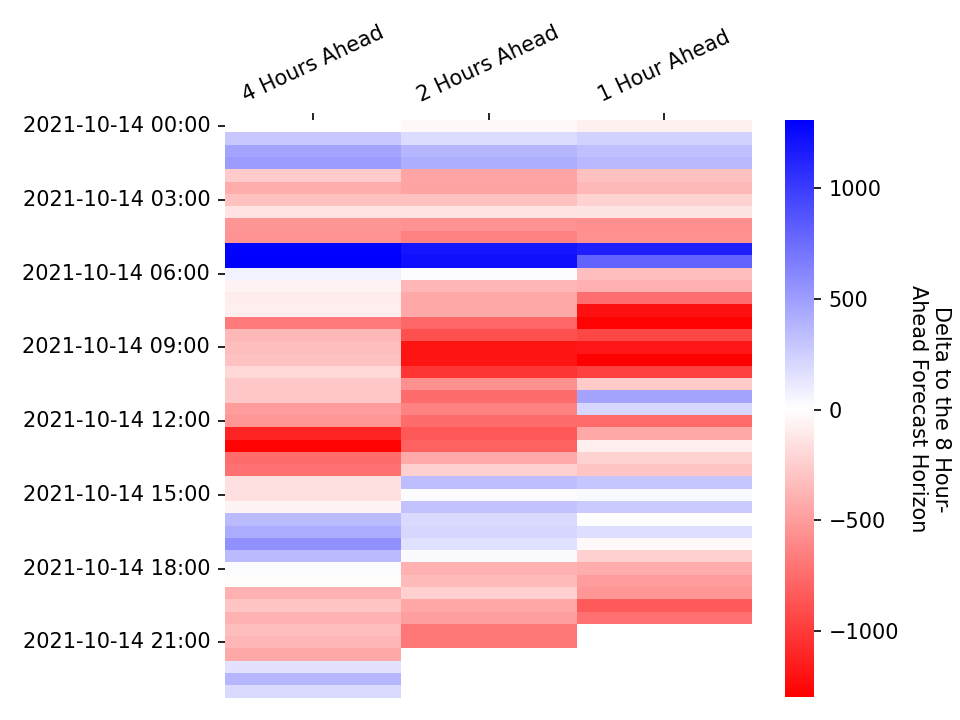 4 Hours Ahead
2 Hours Ahead
1 Hour Ahead
2021-10-14 00:00
2021-10-14 03:00
2021-10-14 06:00
2021-10-14 09:00
2021-10-14 12:00
2021-10-14 15:00
2021-10-14 18:00
2021-10-14 21:00
1000
500
0
−500
−1000
Delta to the 8 Hour-
Ahead Forecast Horizon